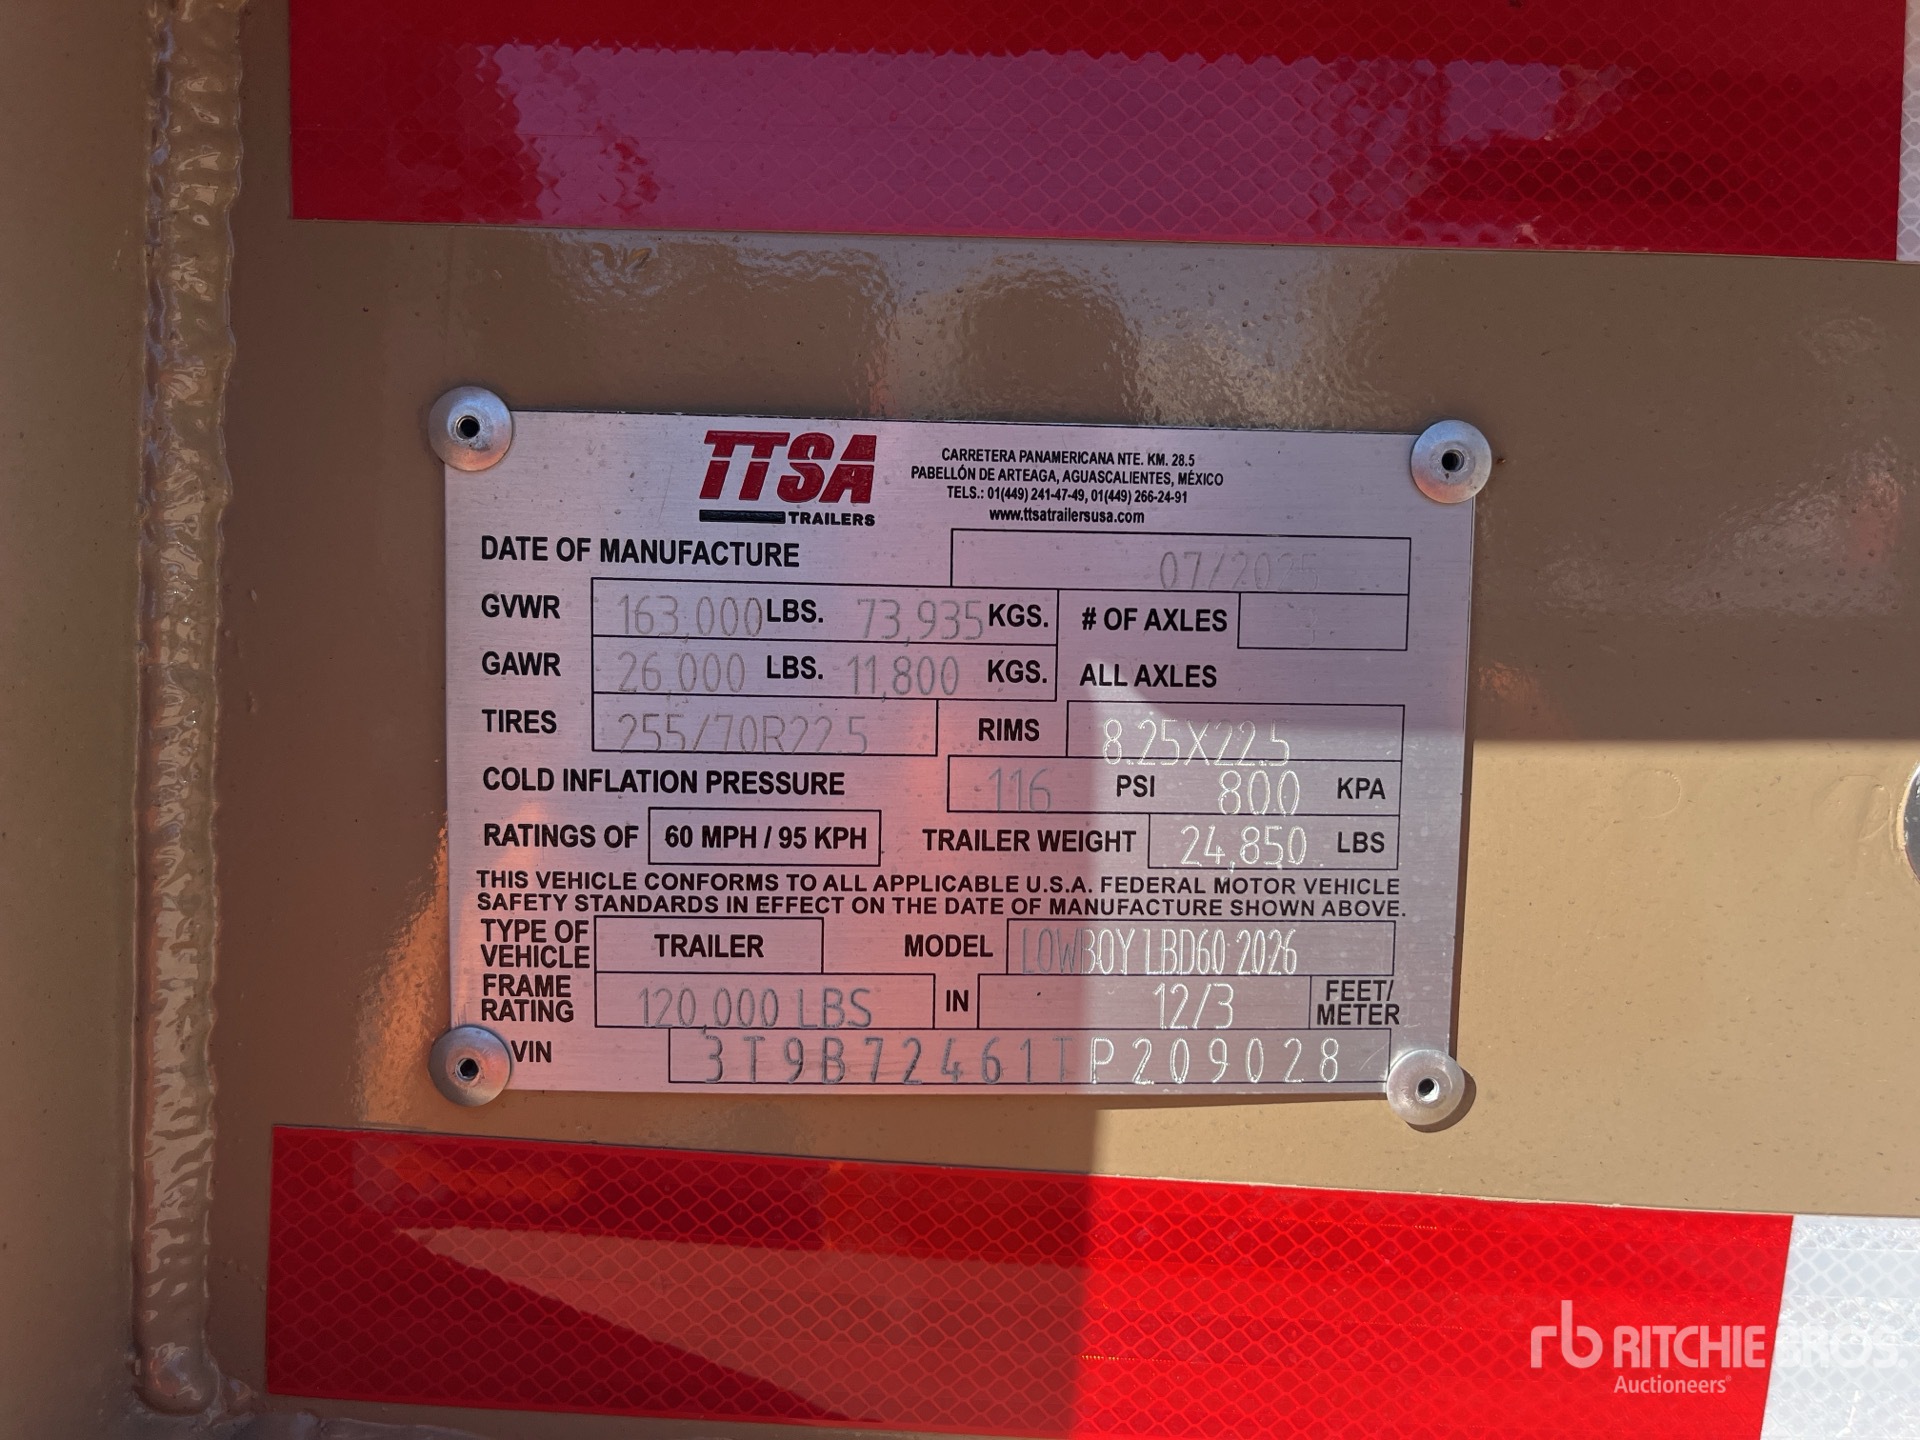 TTSA
TRAILERS
CARRETERA PANAMERICANA NTE. KM. 28.5
PABELLÓN DE ARTEAGA, AGUASCALIENTES, MÉXICO
TELS.: 01(449) 241-47-49, 01(449) 266-24-91
www.ttsatrailersusa.com
DATE OF MANUFACTURE 07/2025
GVWR 163,000 LBS. 73,935 KGS. # OF AXLES 3
GAWR 26,000 LBS. 11,800 KGS. ALL AXLES
TIRES 255/70R22.5 RIMS 8.25X22.5
COLD INFLATION PRESSURE 116 PSI 800 KPA
RATINGS OF 60 MPH / 95 KPH TRAILER WEIGHT 24,850 LBS
THIS VEHICLE CONFORMS TO ALL APPLICABLE U.S.A. FEDERAL MOTOR VEHICLE
SAFETY STANDARDS IN EFFECT ON THE DATE OF MANUFACTURE SHOWN ABOVE.
TYPE OF VEHICLE TRAILER MODEL LOWBOY LBD60 2026
FRAME RATING 120,000 LBS IN 12/3 FEET/METER
VIN 3T9B72461TP209028
rb RITCHIE BROS.
Auctioneers